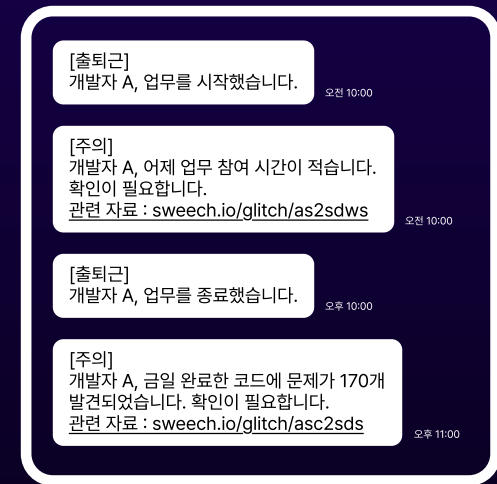 [출퇴근]
개발자 A, 업무를 시작했습니다.
오전 10:00
[주의]
개발자 A, 어제 업무 참여 시간이 적습니다.
확인이 필요합니다.
관련 자료 : sweech.io/glitch/as2sdws
오전 10:00
[출퇴근]
개발자 A, 업무를 종료했습니다.
오후 10:00
[주의]
개발자 A, 금일 완료한 코드에 문제가 170개
발견되었습니다. 확인이 필요합니다.
관련 자료 : sweech.io/glitch/asc2sds
오후 11:00